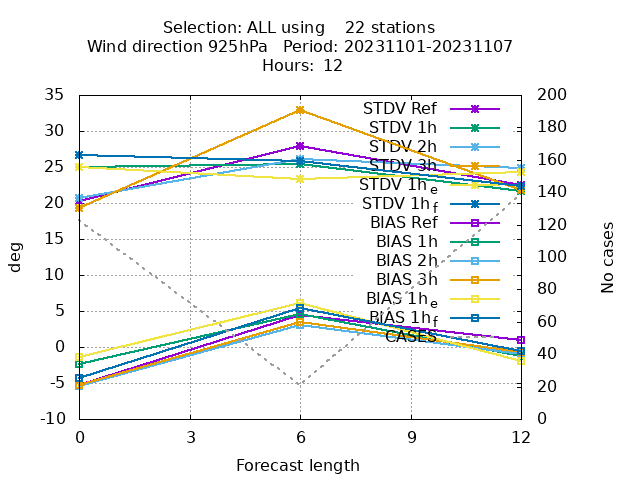 Selection: ALL using    22 stations
Wind direction 925hPa   Period: 20231101-20231107
Hours:  12
35
30
25
20
15
10
5
0
-5
-10
deg
200
180
160
140
120
100
80
60
40
20
0
No cases
STDV Ref
STDV 1h
STDV 2h
STDV 3h
STDV 1he
STDV 1hf
BIAS Ref
BIAS 1h
BIAS 2h
BIAS 3h
BIAS 1he
BIAS 1hf
CASES
0 3 6 9 12
Forecast length